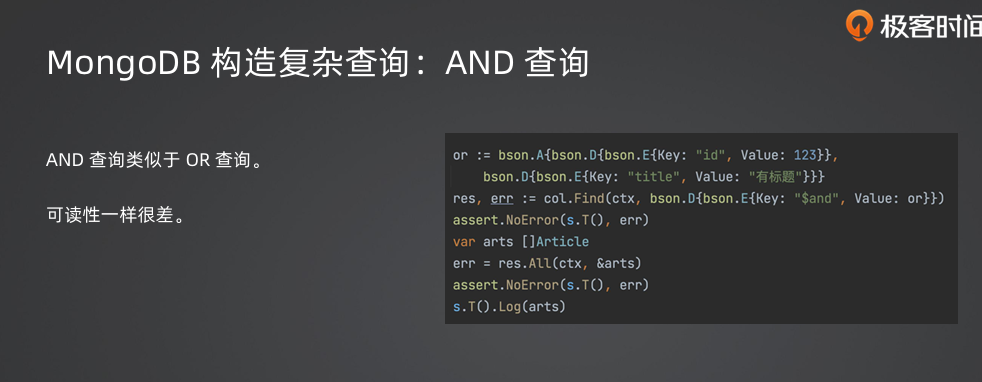 极客时间
MongoDB 构造复杂查询：AND 查询
AND 查询类似于 OR 查询。
可读性一样很差。
or := bson.A{bson.D{bson.E{Key: "id", Value: 123}},
    bson.D{bson.E{Key: "title", Value: "有标题"}}}
res, err := col.Find(ctx, bson.D{bson.E{Key: "$and", Value: or}})
assert.NoError(s.T(), err)
var arts []Article
err = res.All(ctx, &arts)
assert.NoError(s.T(), err)
s.T().Log(arts)